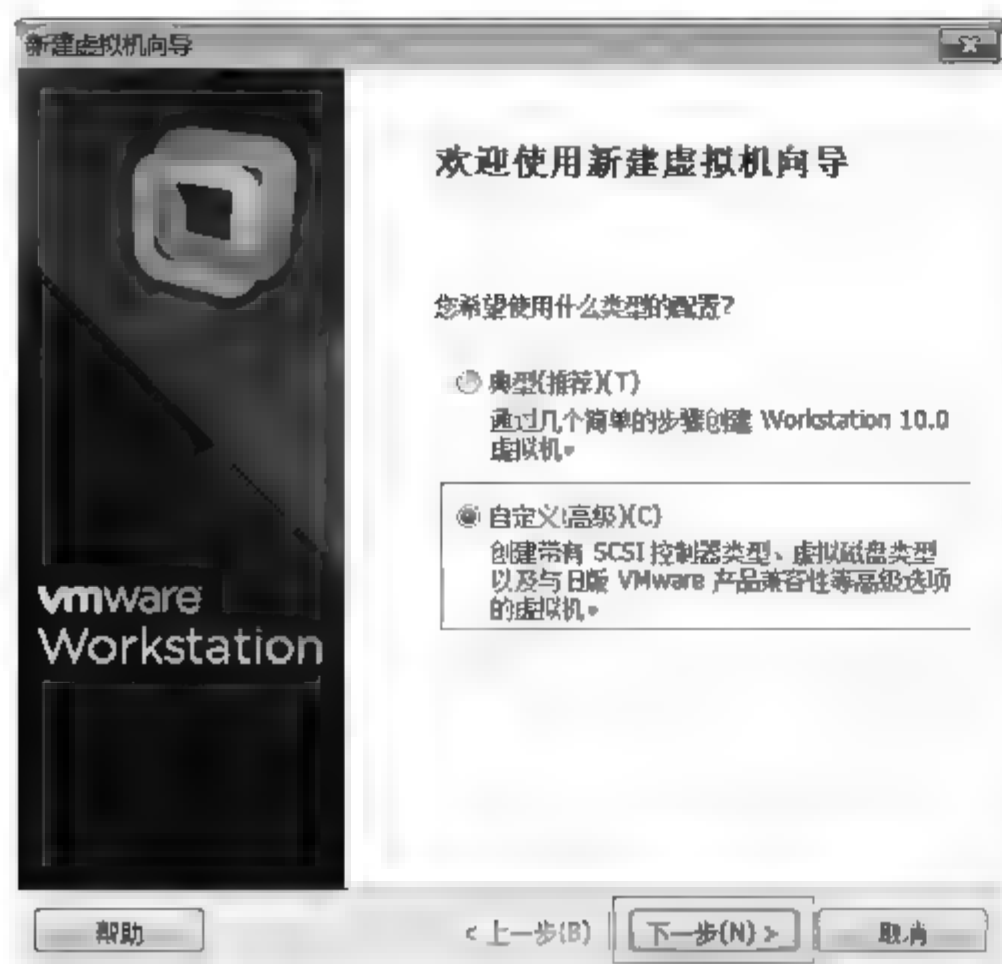 新建虚拟机向导
欢迎使用新建虚拟机向导
您希望使用什么类型的配置?
典型(推荐)(T)
通过几个简单的步骤创建 Workstation 10.0
虚拟机。
自定义(高级)(C)
创建带有 SCSI 控制器类型、虚拟磁盘类型
以及与旧版 VMware 产品兼容性等高级选项
的虚拟机。
vmware
Workstation
帮助
< 上一步(B)
下一步(N) >
取消